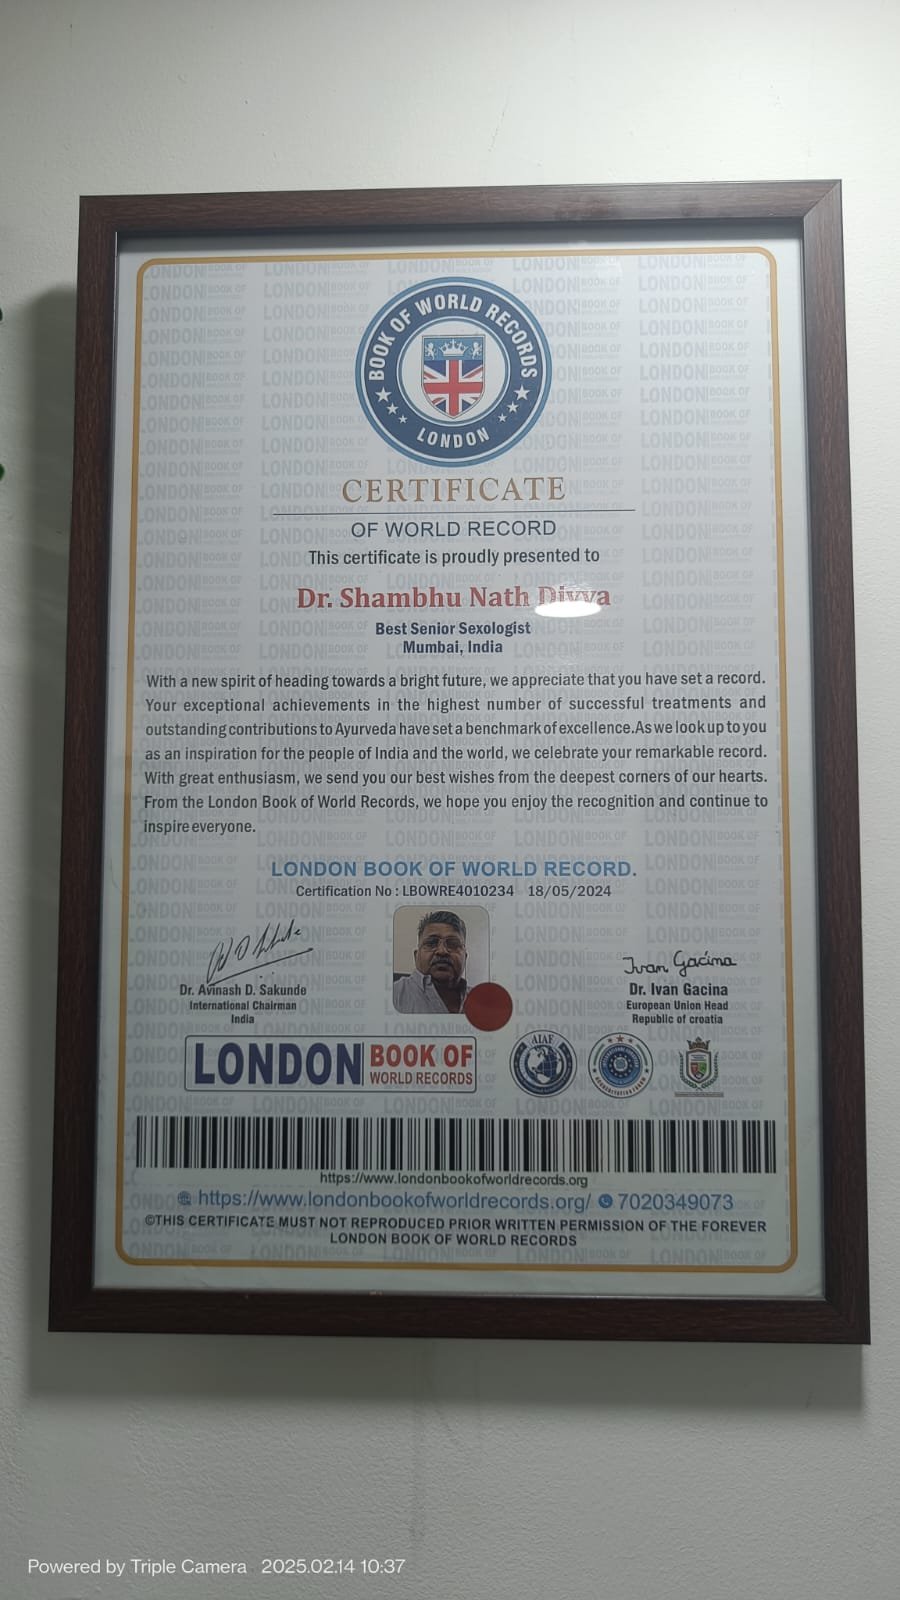 BOOK OF WORLD RECORDS
LONDON
CERTIFICATE
OF WORLD RECORD
This certificate is proudly presented to
Dr. Shambhu Nath Divya
Best Senior Sexologist
Mumbai, India
With a new spirit of heading towards a bright future, we appreciate that you have set a record.
Your exceptional achievements in the highest number of successful treatments and
outstanding contributions to Ayurveda have set a benchmark of excellence.As we look up to you
as an inspiration for the people of India and the world, we celebrate your remarkable record.
With great enthusiasm, we send you our best wishes from the deepest corners of our hearts.
From the London Book of World Records, we hope you enjoy the recognition and continue to
inspire everyone.
LONDON BOOK OF WORLD RECORD.
Certification No : LBOWRE4010234 18/05/2024
Ivan Gacina
Dr. Avinash D. Sakunde
International Chairman
India
Dr. Ivan Gacina
European Union Head
Republic of croatia
LONDON BOOK OF WORLD RECORDS
AIAE
https://www.londonbookofworldrecords.org
https://www.londonbookofworldrecords.org/ 7020349073
©THIS CERTIFICATE MUST NOT REPRODUCED PRIOR WRITTEN PERMISSION OF THE FOREVER
LONDON BOOK OF WORLD RECORDS
Powered by Triple Camera 2025.02.14 10:37